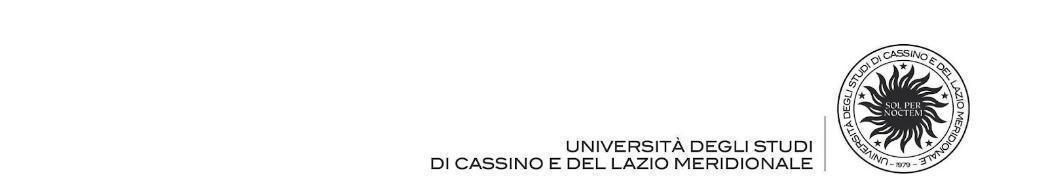 UNIVERSITÀ DEGLI STUDI
DI CASSINO E DEL LAZIO MERIDIONALE
UNIVERSITÀ DEGLI STUDI DI CASSINO E DEL LAZIO MERIDIONALE
SOL PER
NOCTEM
- 1979 -